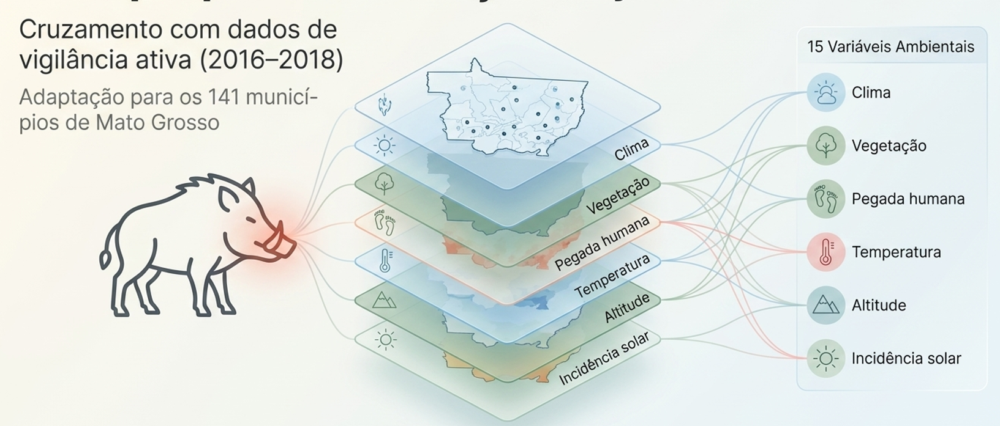 Cruzamento com dados de
vigilância ativa (2016–2018)
Adaptação para os 141 municí-
pios de Mato Grosso
Clima
Vegetação
Pegada humana
Temperatura
Altitude
Incidência solar
15 Variáveis Ambientais
Clima
Vegetação
Pegada humana
Temperatura
Altitude
Incidência solar